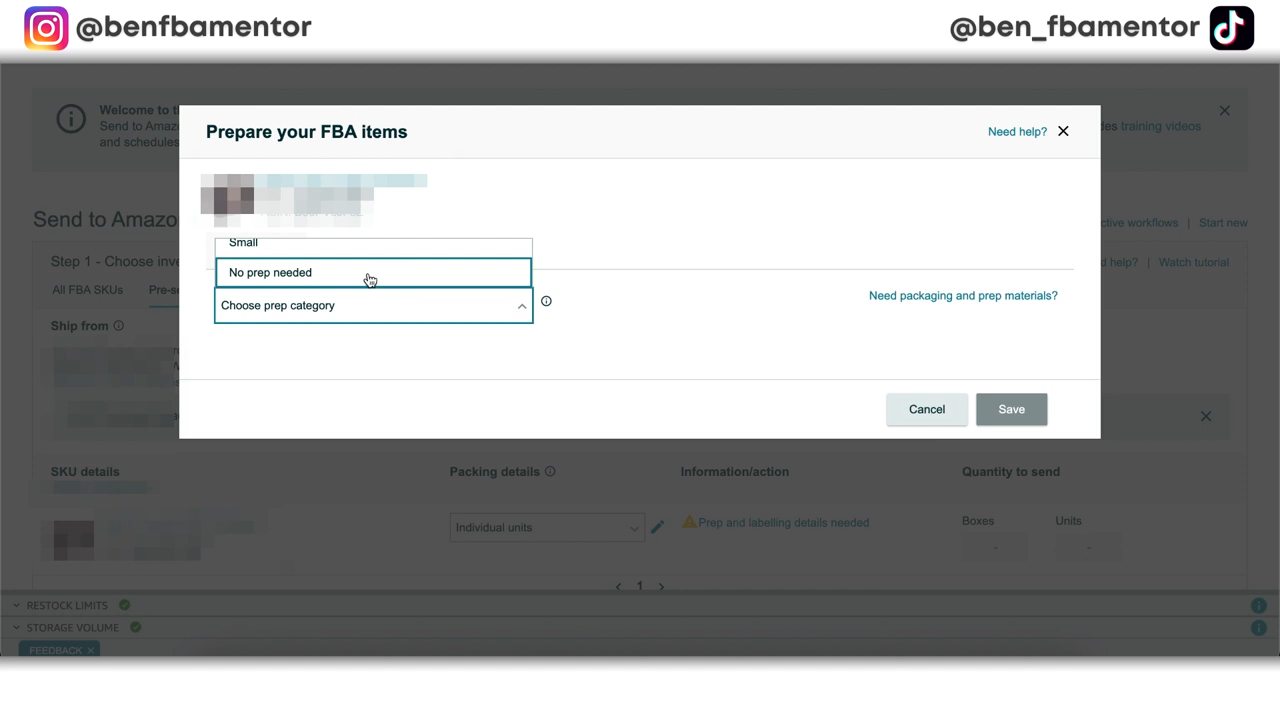 @benfbamentor
@ben_fbamentor
Welcome to t
Send to Amaz
and schedules
des training videos
Prepare your FBA items
Need help?
Send to Amazo
ctive workflows | Start new
Step 1 - Choose inve
d help? | Watch tutorial
All FBA SKUs
Pre-s
Ship from
Small
No prep needed
Choose prep category
Need packaging and prep materials?
Cancel
Save
SKU details
Packing details
Information/action
Quantity to send
Individual units
Prep and labelling details needed
Boxes
Units
-
-
1
RESTOCK LIMITS
STORAGE VOLUME
FEEDBACK